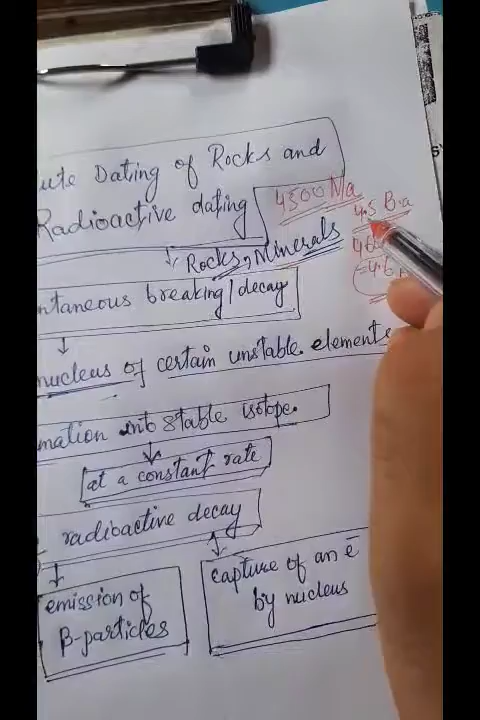 ute Dating of Rocks and
Radioactive dating
4500 Ma
4.5 B.a
Rocks, Minerals
=4.6
ntaneous breaking/decay
nucleus of certain unstable elements
mation into stable isotope.
at a constant rate
radioactive decay
emission of
β-particles
capture of an ē
by nucleus